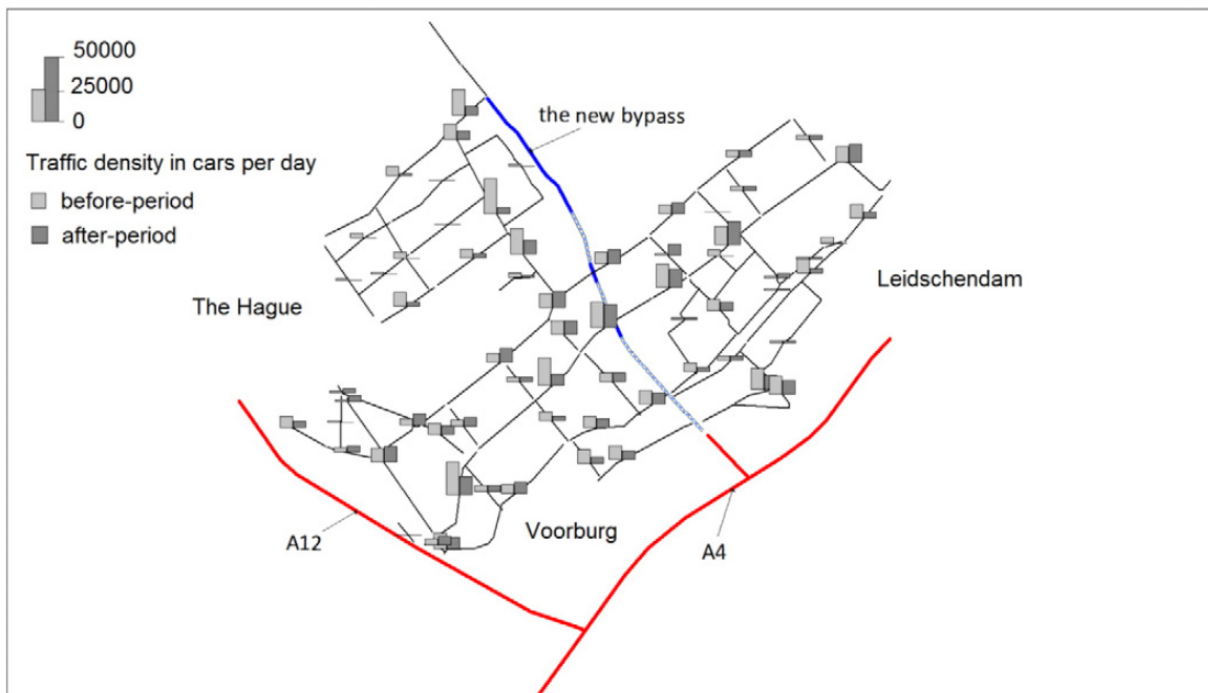 50000
25000
0
Traffic density in cars per day
before-period
after-period
the new bypass
The Hague
Leidschendam
Voorburg
A12
A4